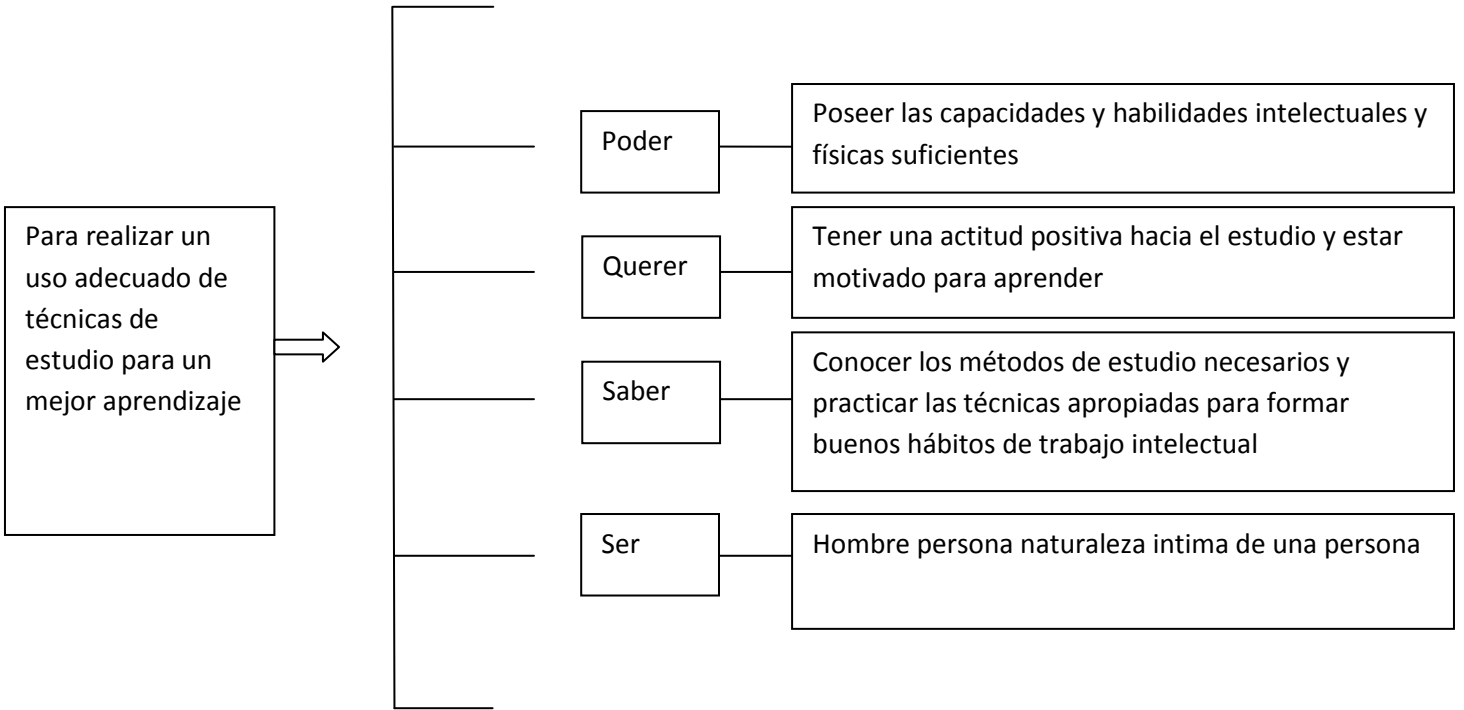 Para realizar un
uso adecuado de
técnicas de
estudio para un
mejor aprendizaje
Poder
Poseer las capacidades y habilidades intelectuales y
físicas suficientes
Querer
Tener una actitud positiva hacia el estudio y estar
motivado para aprender
Saber
Conocer los métodos de estudio necesarios y
practicar las técnicas apropiadas para formar
buenos hábitos de trabajo intelectual
Ser
Hombre persona naturaleza intima de una persona